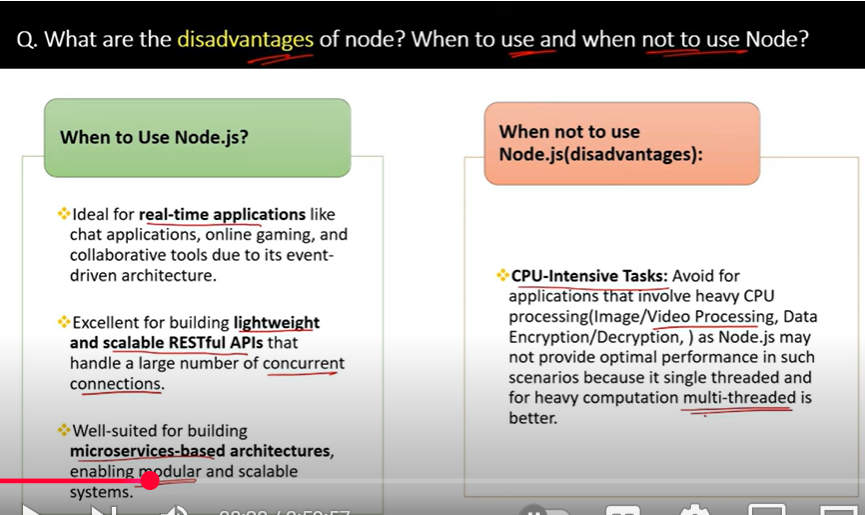 Q. What are the disadvantages of node? When to use and when not to use Node?
When to Use Node.js?
❖Ideal for real-time applications like
chat applications, online gaming, and
collaborative tools due to its event-
driven architecture.
❖Excellent for building lightweight
and scalable RESTful APIs that
handle a large number of concurrent
connections.
❖Well-suited for building
microservices-based architectures,
enabling modular and scalable
systems.
When not to use
Node.js(disadvantages):
❖CPU-Intensive Tasks: Avoid for
applications that involve heavy CPU
processing(Image/Video Processing, Data
Encryption/Decryption, ) as Node.js may
not provide optimal performance in such
scenarios because it single threaded and
for heavy computation multi-threaded is
better.